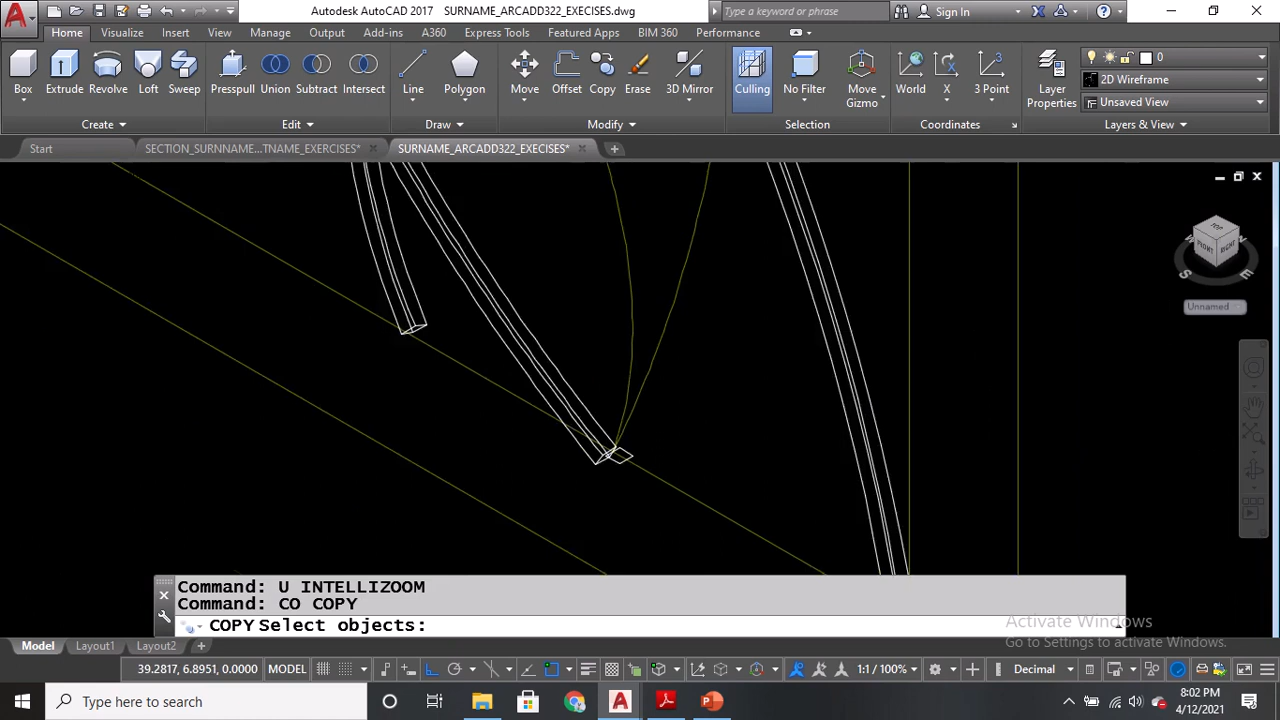 Autodesk AutoCAD 2017 SURNAME_ARCADD322_EXECISES.dwg
Type a keyword or phrase
Sign In
Home Visualize Insert View Manage Output Add-ins A360 Express Tools Featured Apps BIM 360 Performance
Box Extrude Revolve Loft Sweep
Presspull Union Subtract Intersect
Line Polygon
Move Offset Copy Erase 3D Mirror
Culling No Filter Move Gizmo
World X 3 Point
Layer Properties
0
2D Wireframe
Unsaved View
Create Edit Draw Modify Selection Coordinates Layers & View
Start SECTION_SURNNAME...TNAME_EXERCISES* SURNAME_ARCADD322_EXECISES*
TOP
FRONT RIGHT
W N
S E
Unnamed
Command: U INTELLIZOOM
Command: CO COPY
COPY Select objects:
Activate Windows
Go to Settings to activate Windows.
Model Layout1 Layout2
39.2817, 6.8951, 0.0000 MODEL 1:1 / 100% Decimal
Type here to search
8:02 PM
4/12/2021